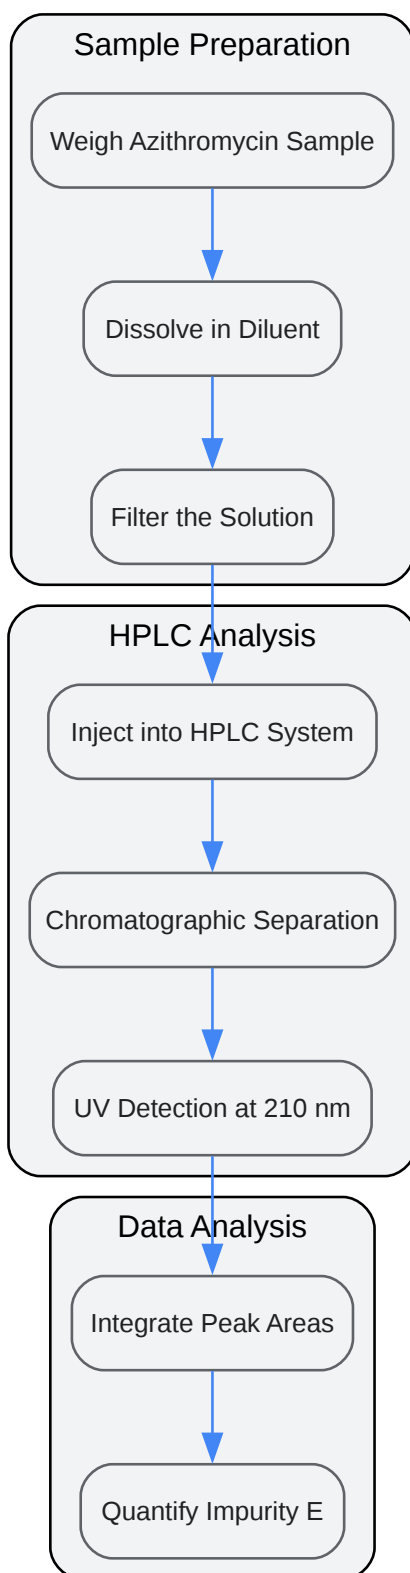 Sample Preparation
Weigh Azithromycin Sample
Dissolve in Diluent
Filter the Solution
HPLC Analysis
Inject into HPLC System
Chromatographic Separation
UV Detection at 210 nm
Data Analysis
Integrate Peak Areas
Quantify Impurity E